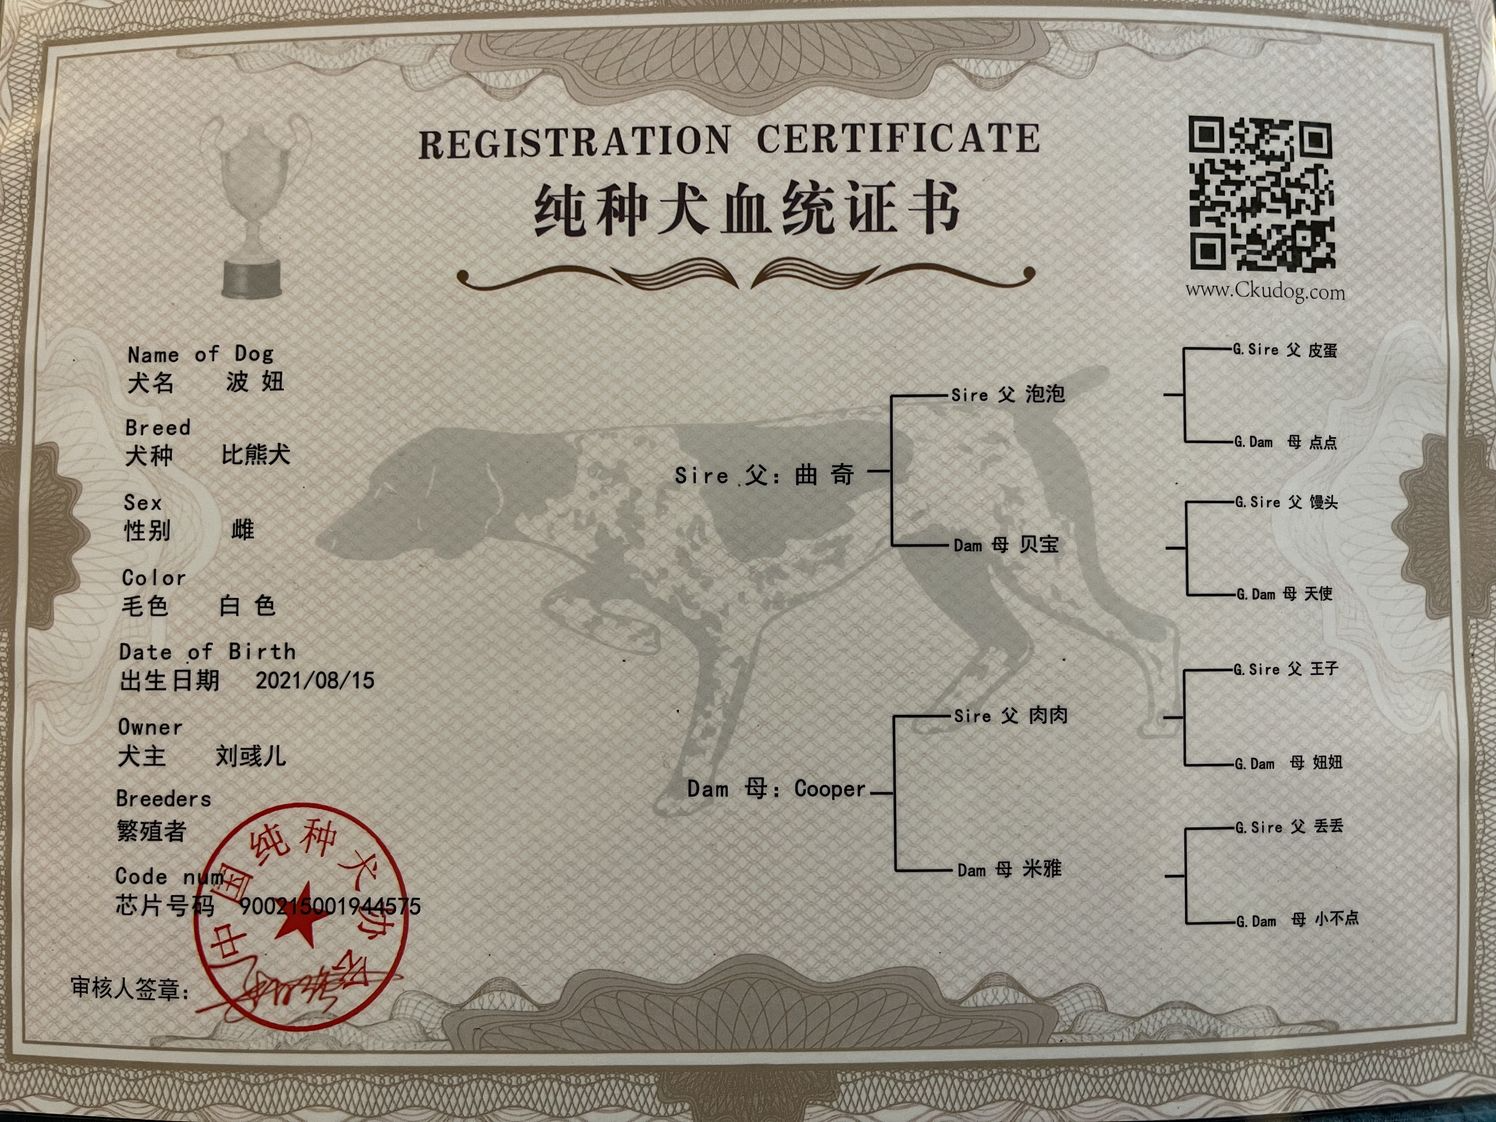 REGISTRATION CERTIFICATE
纯种犬血统证书
www.Ckudog.com
Name of Dog
犬名 波 妞
Breed
犬种 比熊犬
Sex
性别 雌
Color
毛色 白 色
Date of Birth
出生日期 2021/08/15
Owner
犬主 刘彧儿
Breeders
繁殖者
Code num
芯片号码 900215001944575
审核人签章：
中国纯种犬协会
Sire 父：曲 奇
Sire 父 泡泡
G.Sire 父 皮蛋
G.Dam 母 点点
Dam 母 贝宝
G.Sire 父 馒头
G.Dam 母 天使
Dam 母：Cooper
Sire 父 肉肉
G.Sire 父 王子
G.Dam 母 妞妞
Dam 母 米雅
G.Sire 父 丢丢
G.Dam 母 小不点